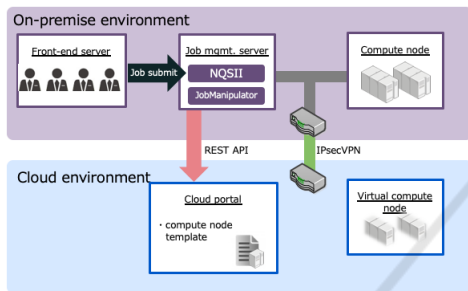 On-premise environment
Front-end server
Job submit
Job mgmt. server
NQSII
JobManipulator
Compute node
REST API
IPsecVPN
Cloud environment
Cloud portal
・compute node
template
Virtual compute
node